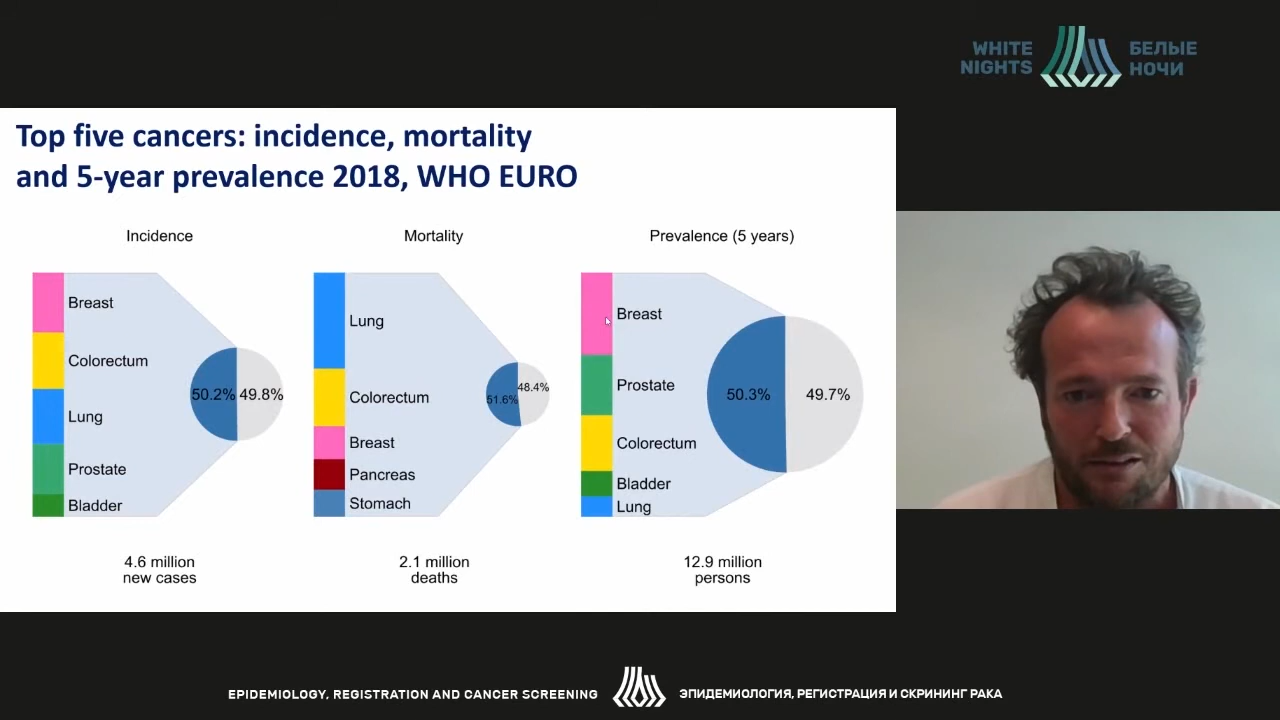 WHITE
NIGHTS
БЕЛЫЕ
НОЧИ
Top five cancers: incidence, mortality
and 5-year prevalence 2018, WHO EURO
Incidence
Breast
Colorectum
Lung
Prostate
Bladder
50.2% 49.8%
4.6 million
new cases
Mortality
Lung
Colorectum
Breast
Pancreas
Stomach
48.4%
51.6%
2.1 million
deaths
Prevalence (5 years)
Breast
Prostate
Colorectum
Bladder
Lung
50.3% 49.7%
12.9 million
persons
EPIDEMIOLOGY, REGISTRATION AND CANCER SCREENING
ЭПИДЕМИОЛОГИЯ, РЕГИСТРАЦИЯ И СКРИНИНГ РАКА